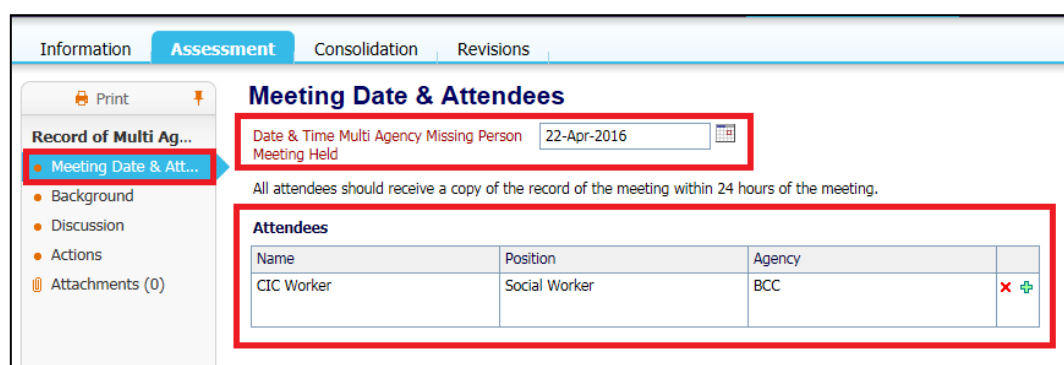 Information Assessment Consolidation Revisions
Print
Record of Multi Ag...
Meeting Date & Att...
Background
Discussion
Actions
Attachments (0)
Meeting Date & Attendees
Date & Time Multi Agency Missing Person 22-Apr-2016
Meeting Held
All attendees should receive a copy of the record of the meeting within 24 hours of the meeting.
Attendees
Name Position Agency
CIC Worker Social Worker BCC